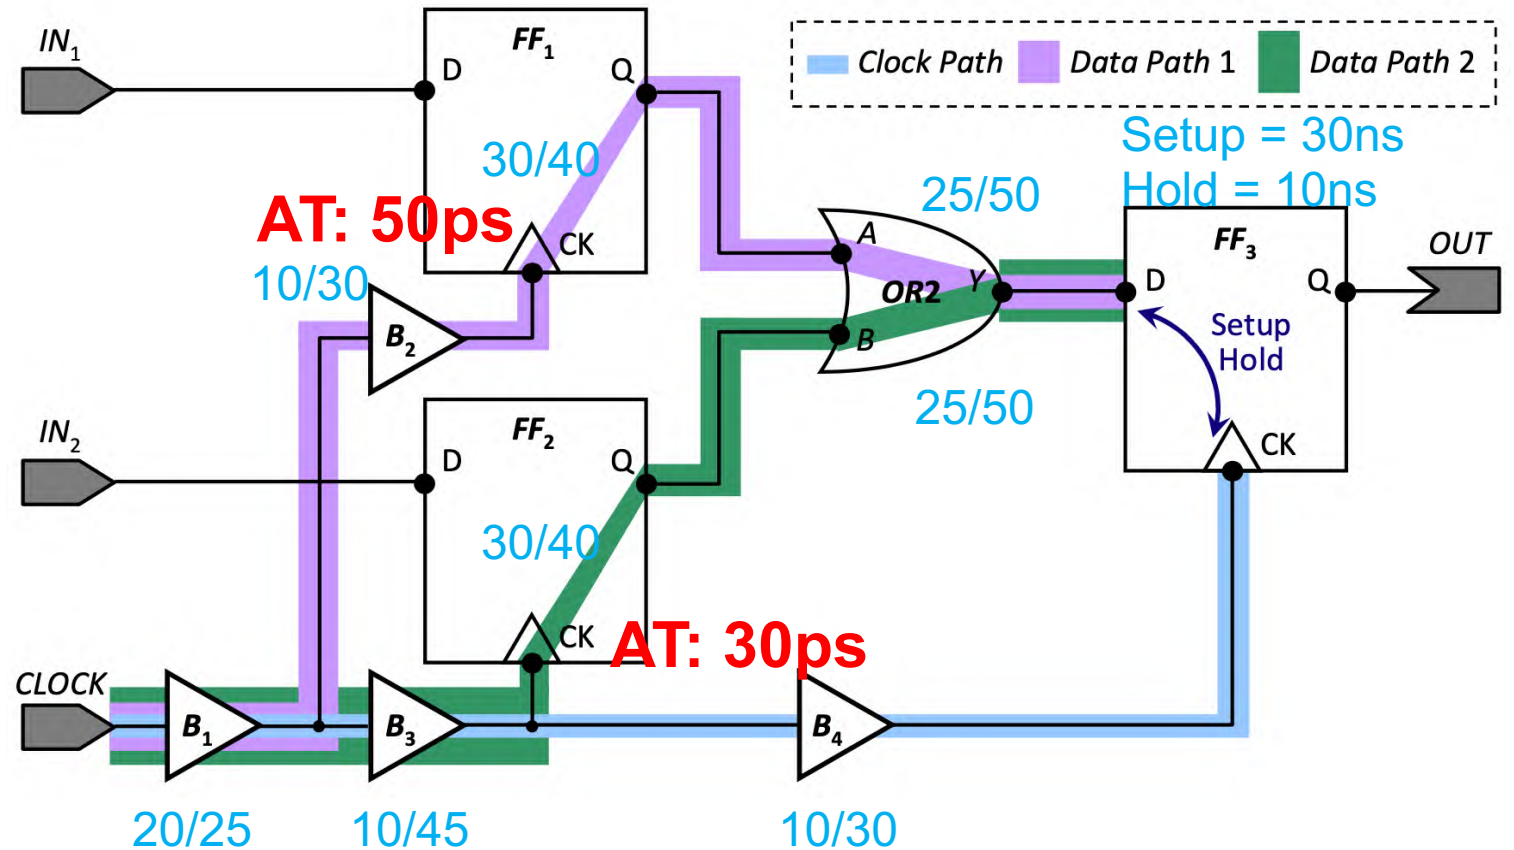 IN1
FF1
D
Q
Clock Path
Data Path 1
Data Path 2
Setup = 30ns
Hold = 10ns
30/40
25/50
AT: 50ps
CK
A
FF3
OUT
10/30
OR2
Y
D
Q
B2
B
Setup
Hold
25/50
IN2
FF2
D
Q
CK
30/40
CK
AT: 30ps
CLOCK
B1
B3
B4
20/25
10/45
10/30